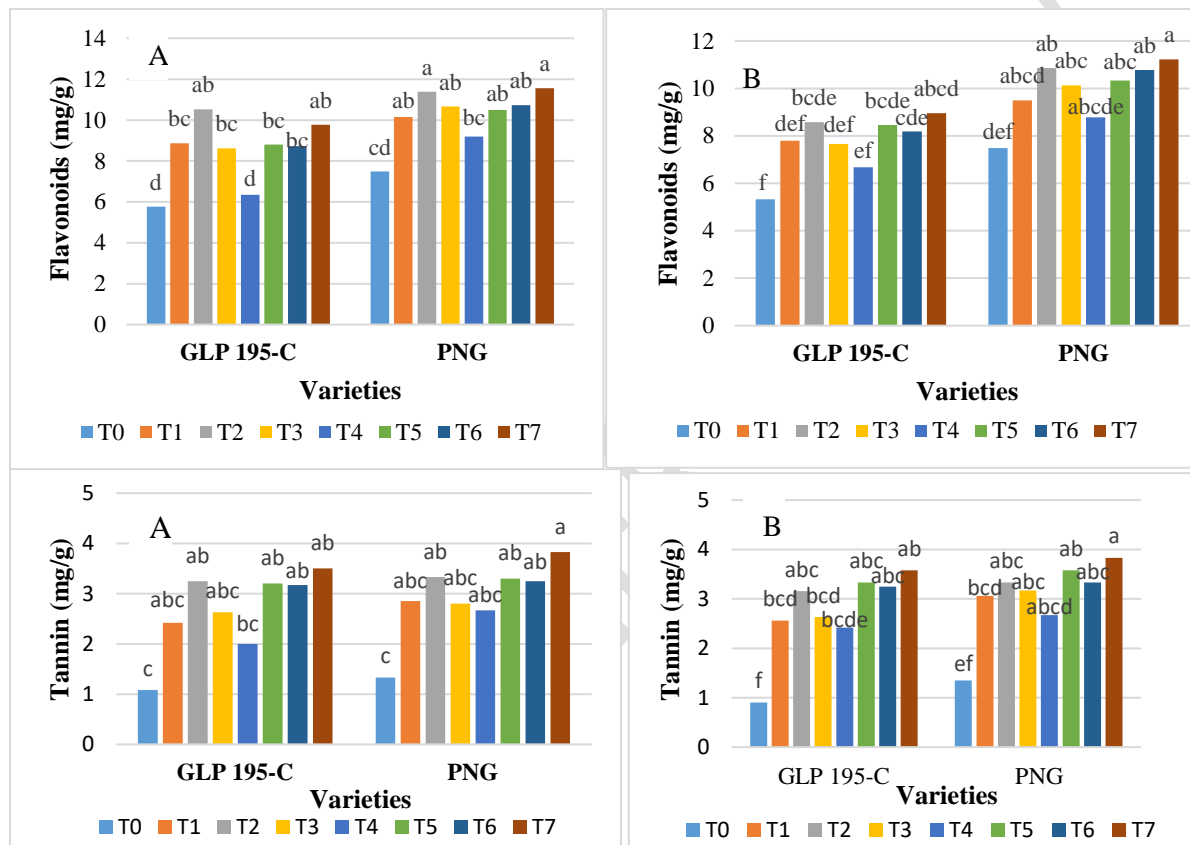 A
Flavonoids (mg/g)
14
12
10
8
6
4
2
0
d bc ab bc d bc bc ab
cd ab a ab bc ab ab a
GLP 195-C PNG
Varieties
T0 T1 T2 T3 T4 T5 T6 T7
B
Flavonoids (mg/g)
12
10
8
6
4
2
0
f def bcde def ef bcde cde abcd
def abcd ab abc abcde abc ab a
GLP 195-C PNG
Varieties
T0 T1 T2 T3 T4 T5 T6 T7
A
Tannin (mg/g)
5
4
3
2
1
0
c abc ab abc bc ab ab ab
c abc ab abc abc ab ab a
GLP 195-C PNG
Varieties
T0 T1 T2 T3 T4 T5 T6 T7
B
Tannin (mg/g)
5
4
3
2
1
0
f bcd abc bcd bcde abc abc ab
ef bcd abc abc abcd ab abc a
GLP 195-C PNG
Varieties
T0 T1 T2 T3 T4 T5 T6 T7